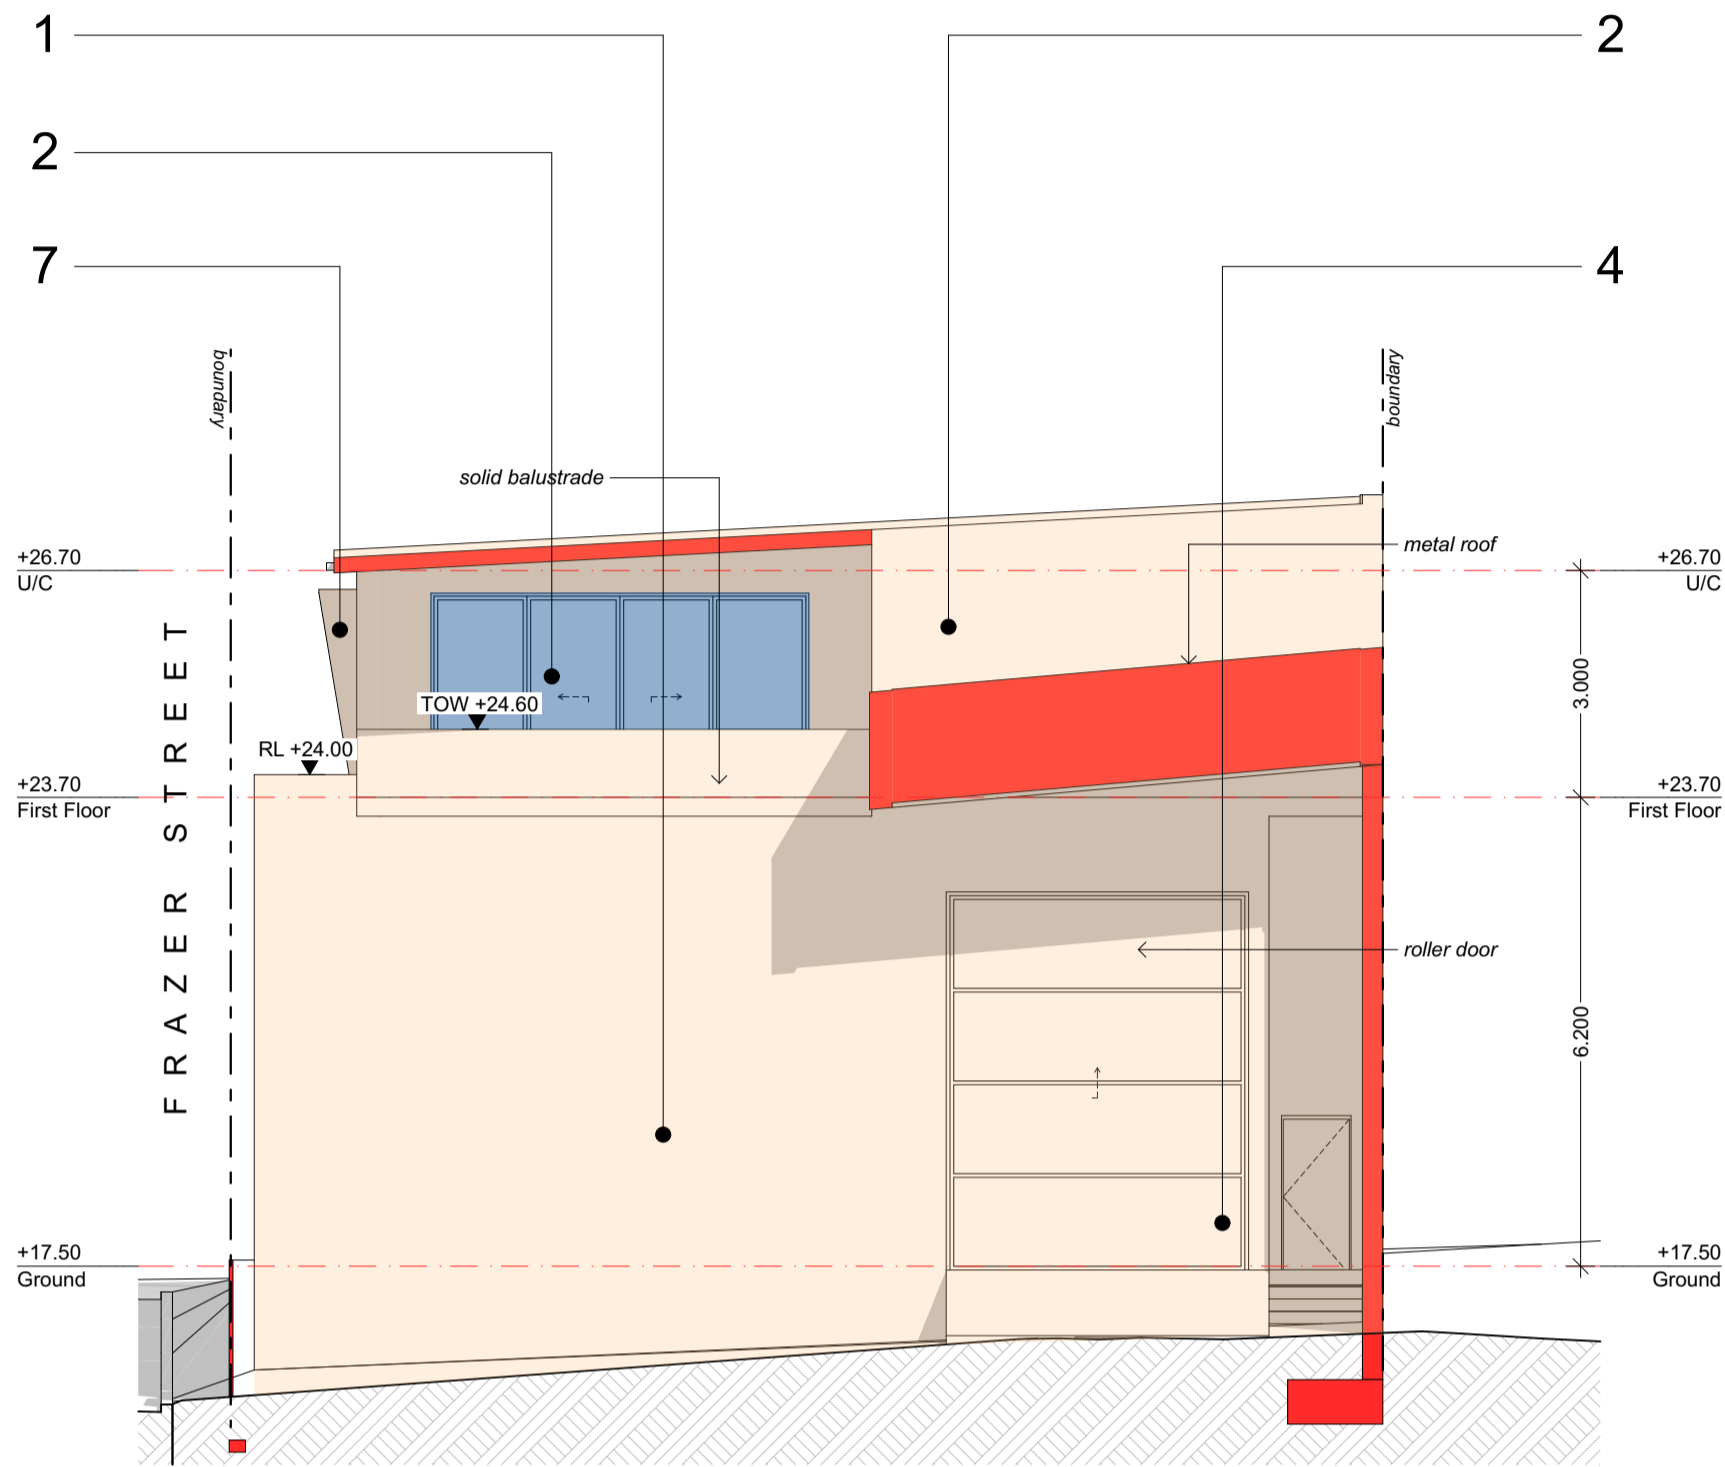 1
2
2
7
4
boundary
boundary
solid balustrade
metal roof
+26.70
U/C
+26.70
U/C
TOW +24.60
RL +24.00
3.000
+23.70
First Floor
+23.70
First Floor
FRAZER STREET
roller door
6.200
+17.50
Ground
+17.50
Ground